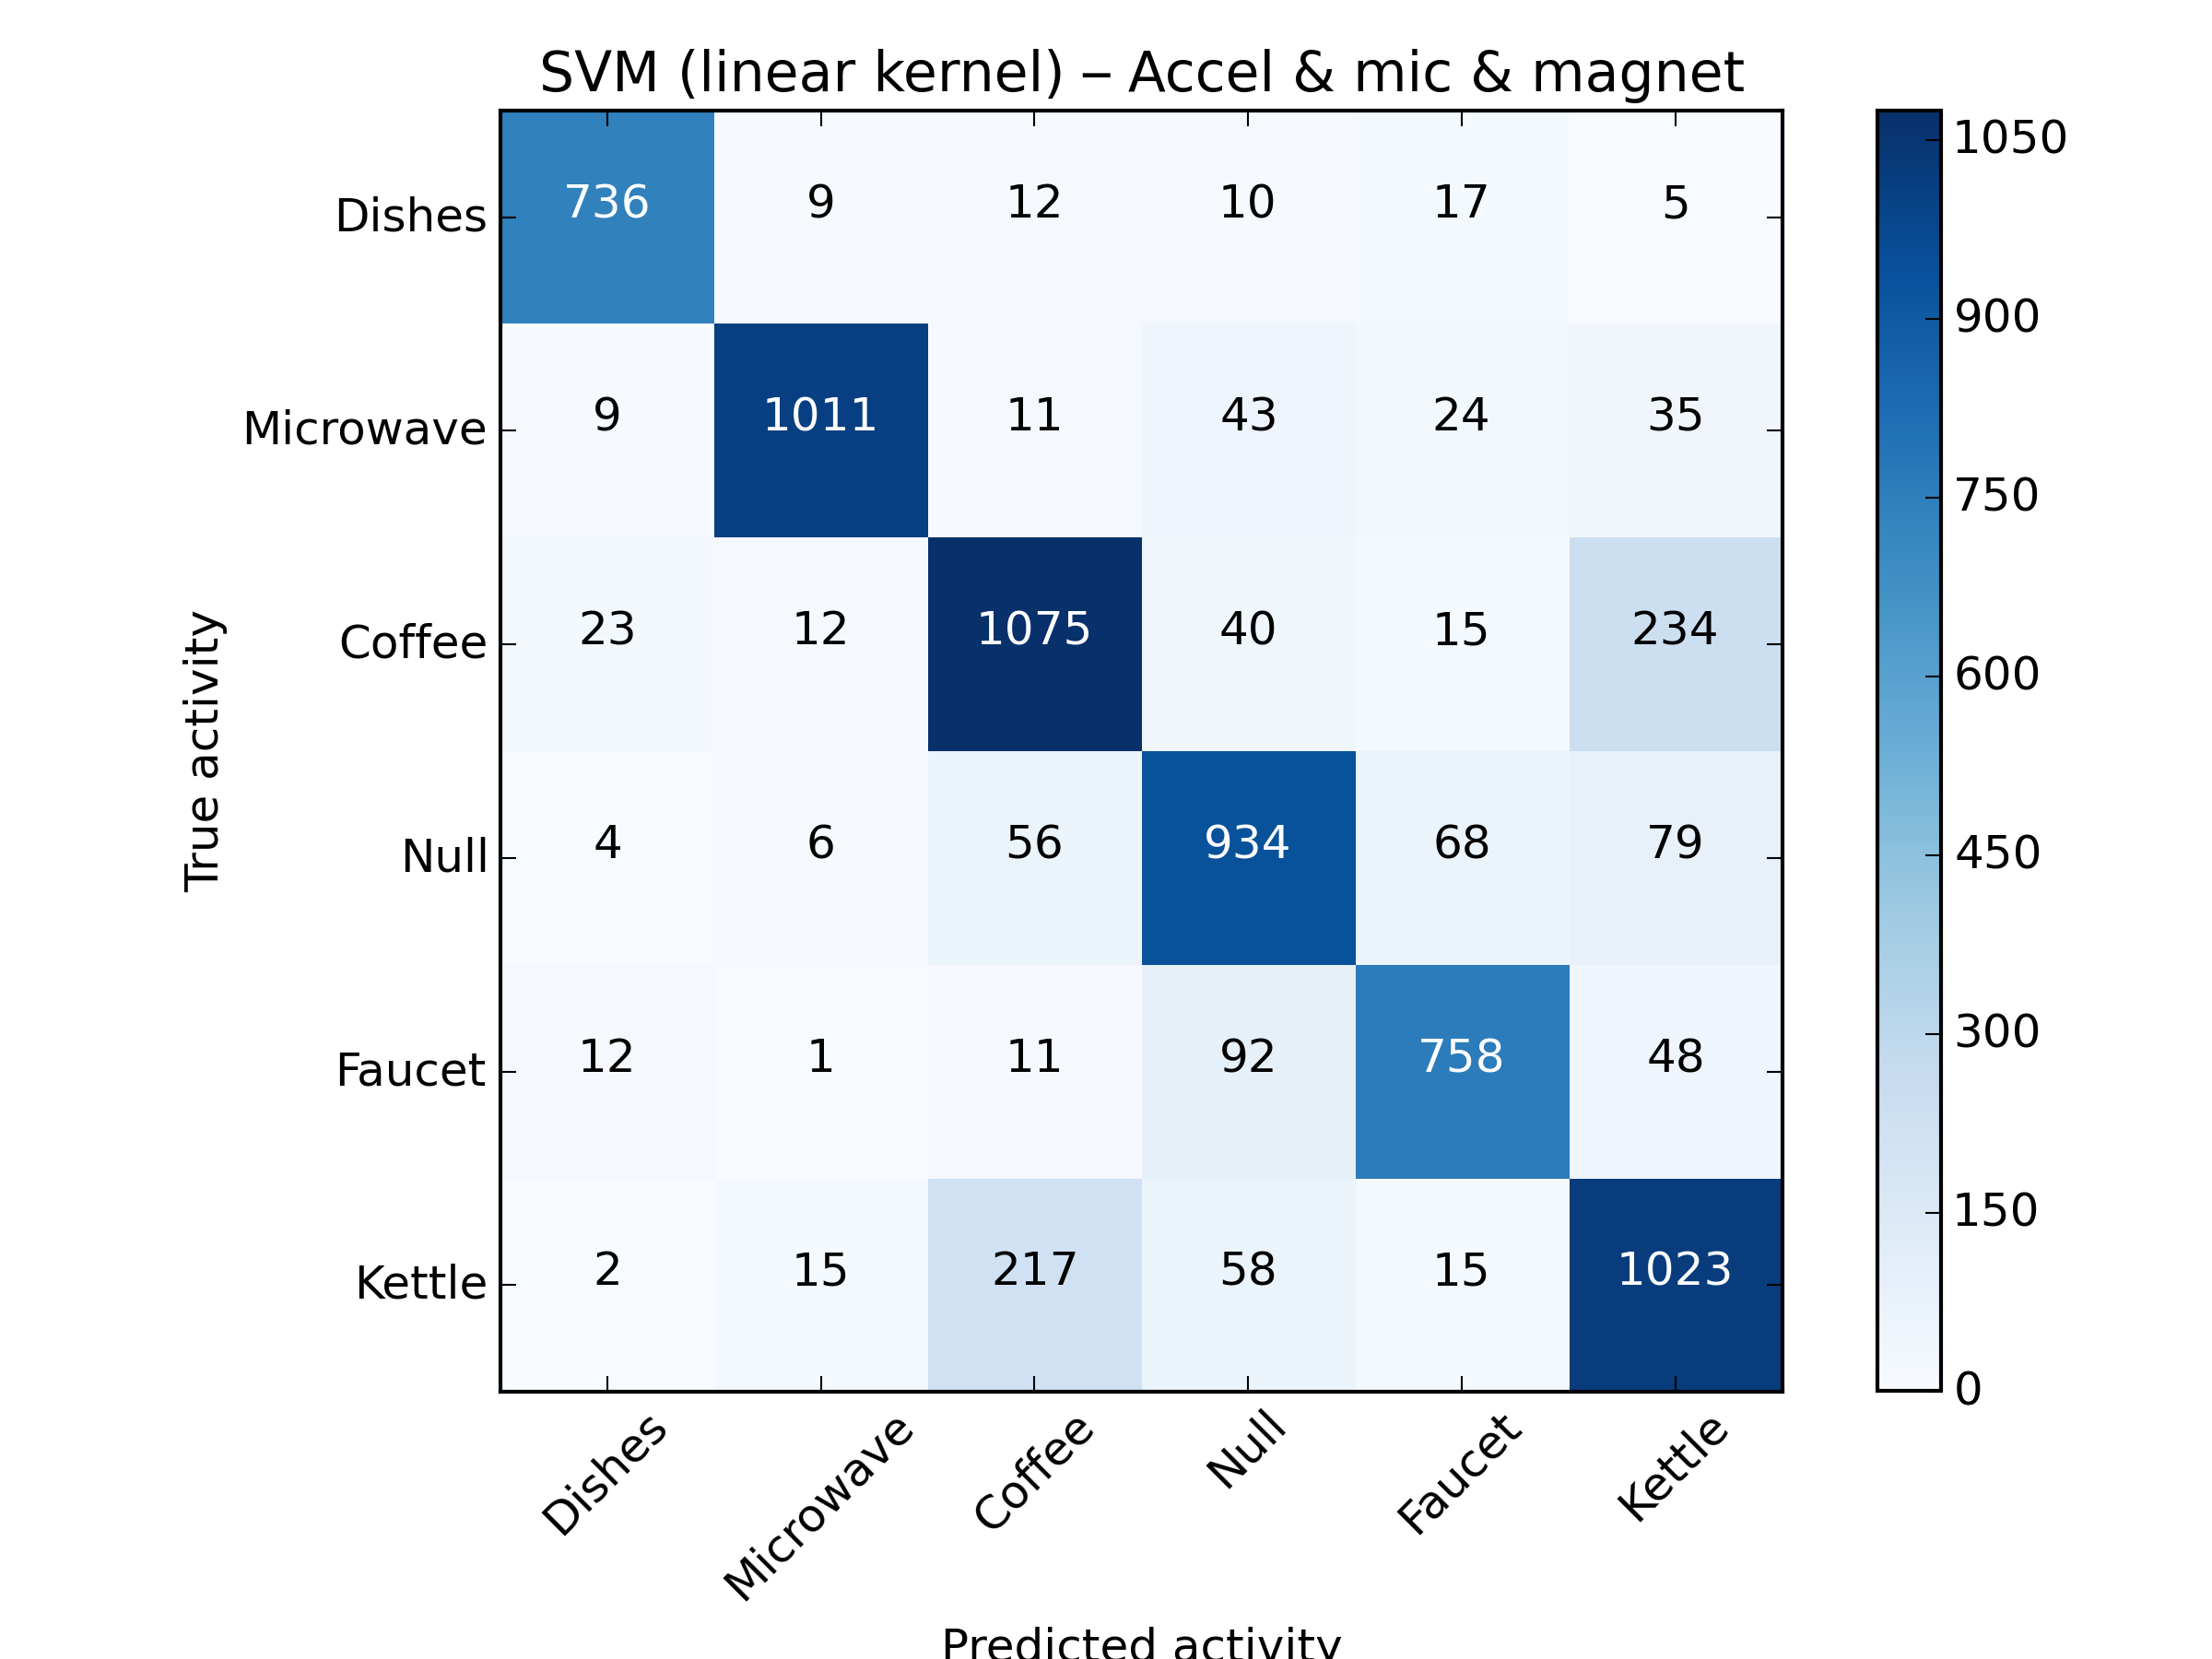 SVM (linear kernel) – Accel & mic & magnet
Dishes 736 9 12 10 17 5
Microwave 9 1011 11 43 24 35
Coffee 23 12 1075 40 15 234
Null 4 6 56 934 68 79
Faucet 12 1 11 92 758 48
Kettle 2 15 217 58 15 1023
True activity
Dishes Microwave Coffee Null Faucet Kettle
Predicted activity
1050
900
750
600
450
300
150
0